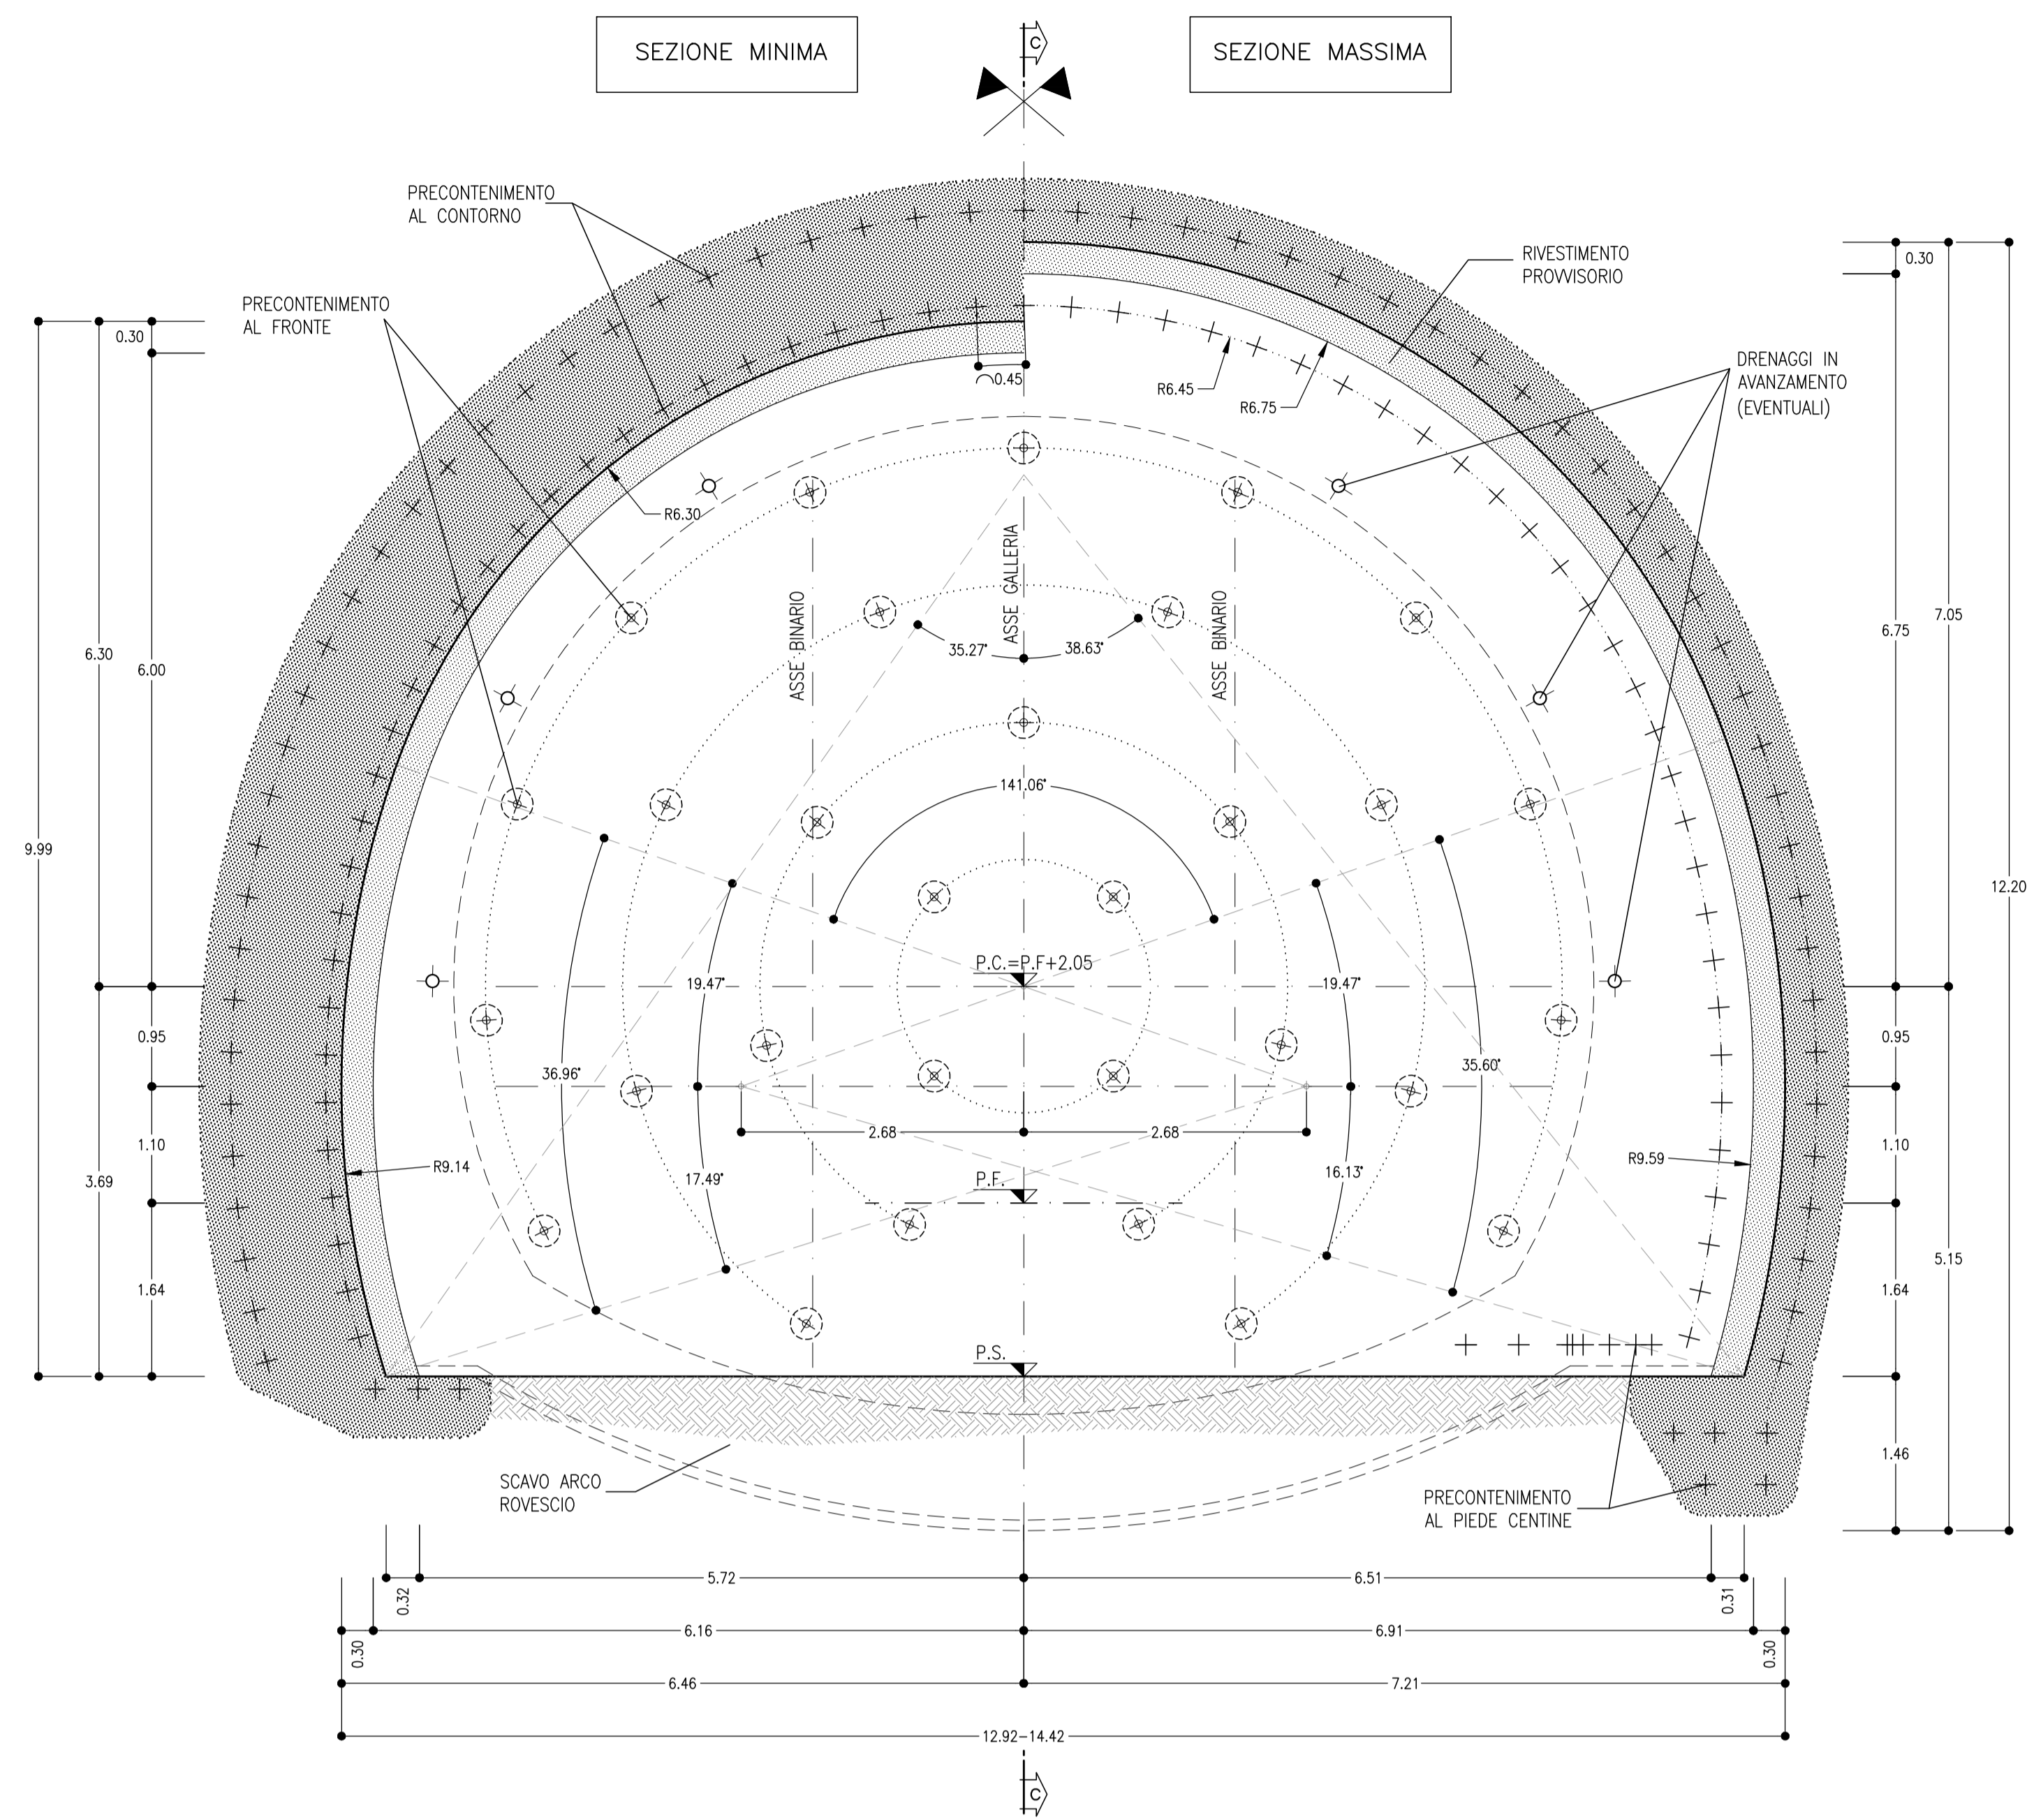 SEZIONE MINIMA
SEZIONE MASSIMA
C
PRECONTENIMENTO
AL CONTORNO
RIVESTIMENTO
PROVVISORIO
0.30
PRECONTENIMENTO
AL FRONTE
0.30
DRENAGGI IN
AVANZAMENTO
(EVENTUALI)
0.45
R6.45
R6.75
R6.30
ASSE GALLERIA
ASSE BINARIO
ASSE BINARIO
35.27°
38.63°
6.30
6.00
6.75
7.05
141.06°
9.99
12.20
P.C.=P.F+2.05
19.47°
19.47°
0.95
0.95
36.96°
35.60°
2.68
2.68
1.10
1.10
R9.14
R9.59
17.49°
16.13°
3.69
P.F.
5.15
1.64
1.64
P.S.
1.46
SCAVO ARCO
ROVESCIO
PRECONTENIMENTO
AL PIEDE CENTINE
5.72
6.51
0.32
0.31
6.16
6.91
0.30
0.30
6.46
7.21
12.92-14.42
C